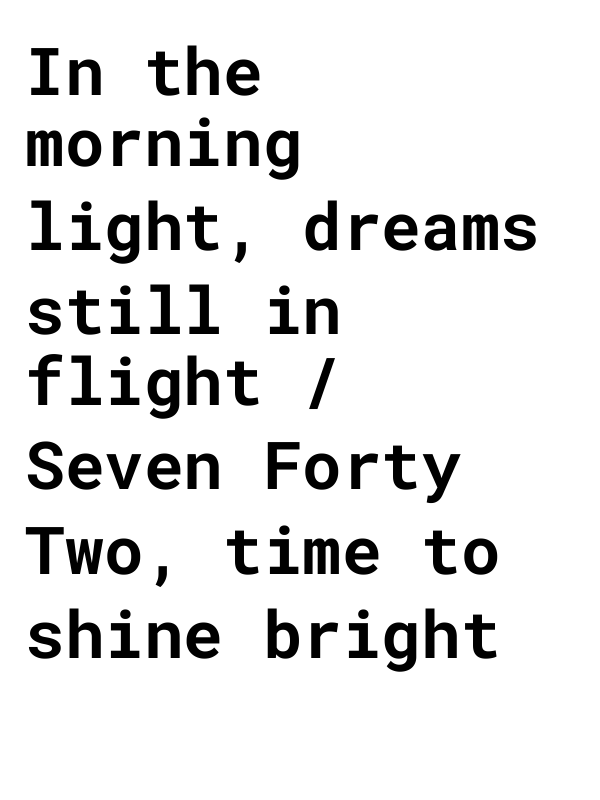 In the
morning
light, dreams
still in
flight /
Seven Forty
Two, time to
shine bright